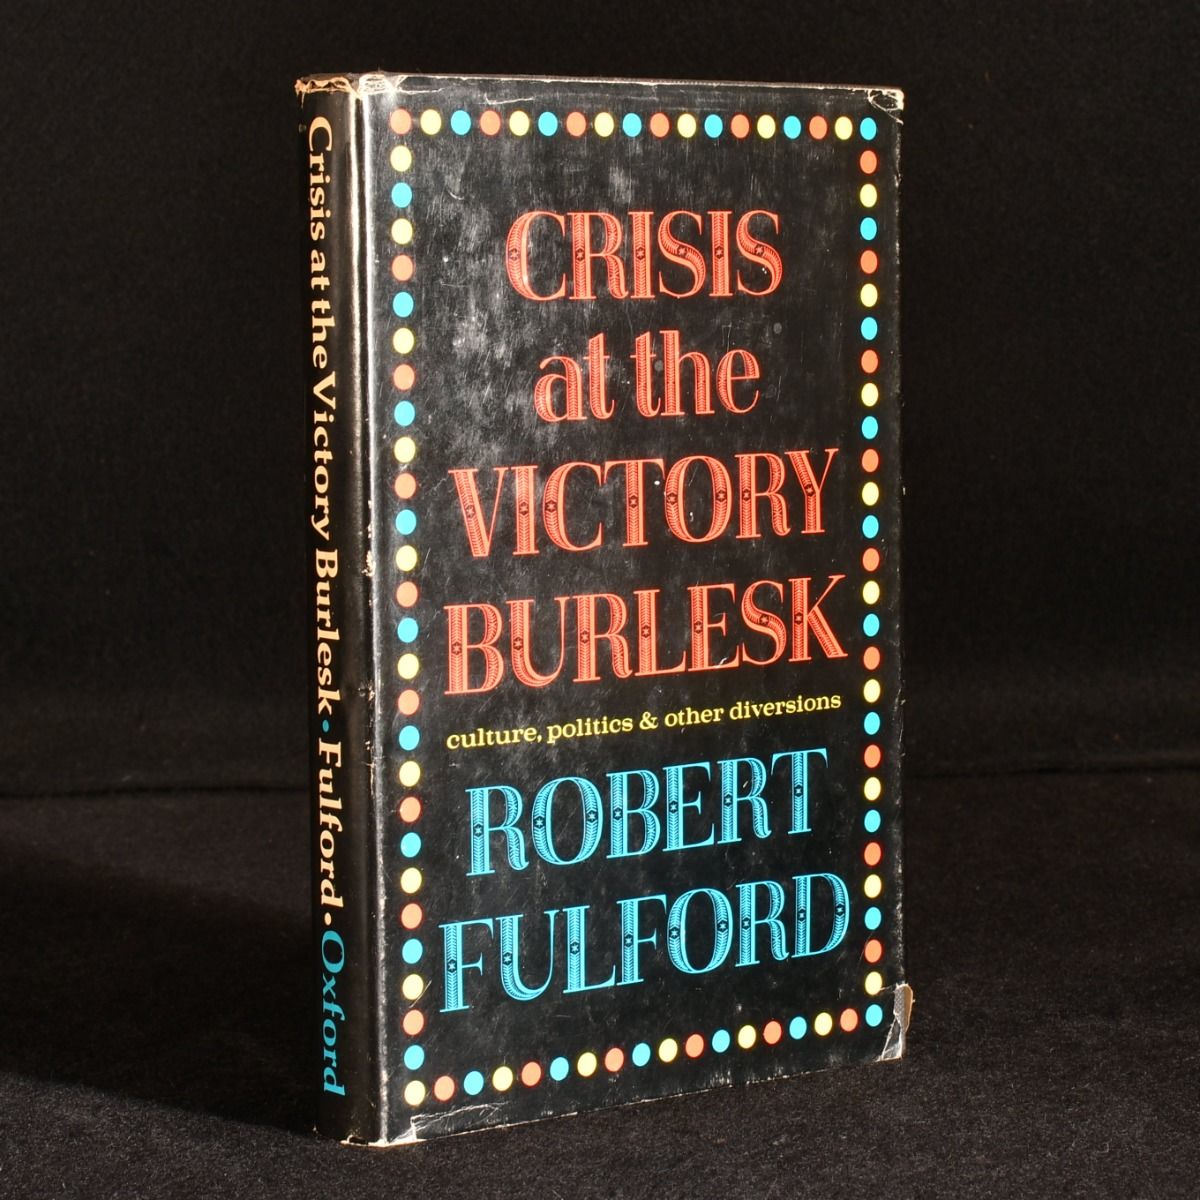 Crisis at the Victory Burlesk • Fulford • Oxford
CRISIS
at the
VICTORY
BURLESK
culture, politics & other diversions
ROBERT
FULFORD